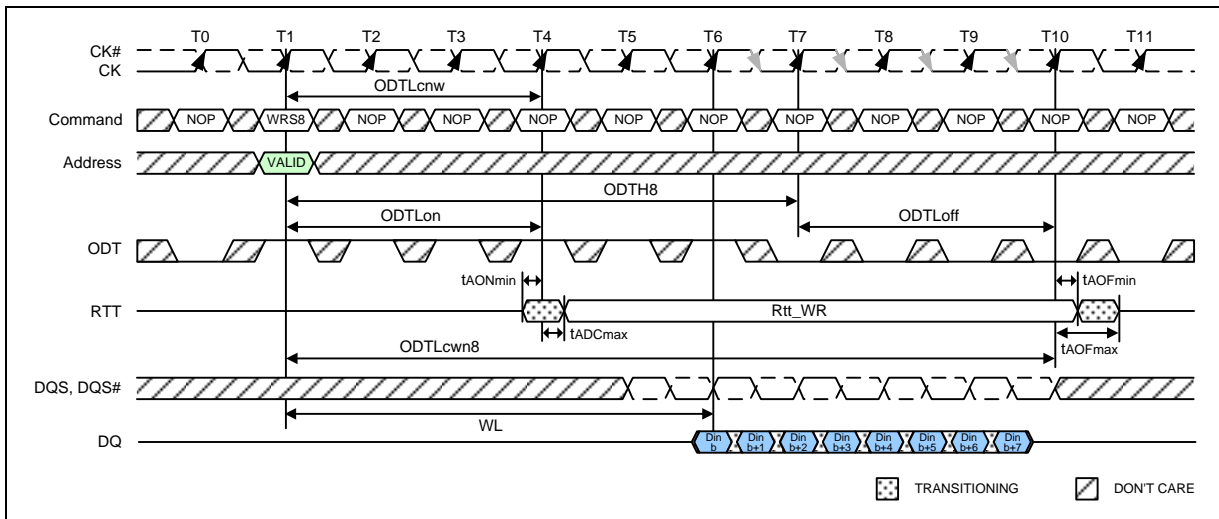 T0 T1 T2 T3 T4 T5 T6 T7 T8 T9 T10 T11
CK#
CK
ODTLcnw
Command NOP WRS8 NOP NOP NOP NOP NOP NOP NOP NOP NOP NOP
Address VALID
ODTH8
ODTLon ODTLoff
ODT
tAONmin tAOFmin
RTT Rtt_WR
tADCmax
ODTLcwn8 tAOFmax
DQS, DQS#
WL
DQ Din b Din b+1 Din b+2 Din b+3 Din b+4 Din b+5 Din b+6 Din b+7
TRANSITIONING DON'T CARE